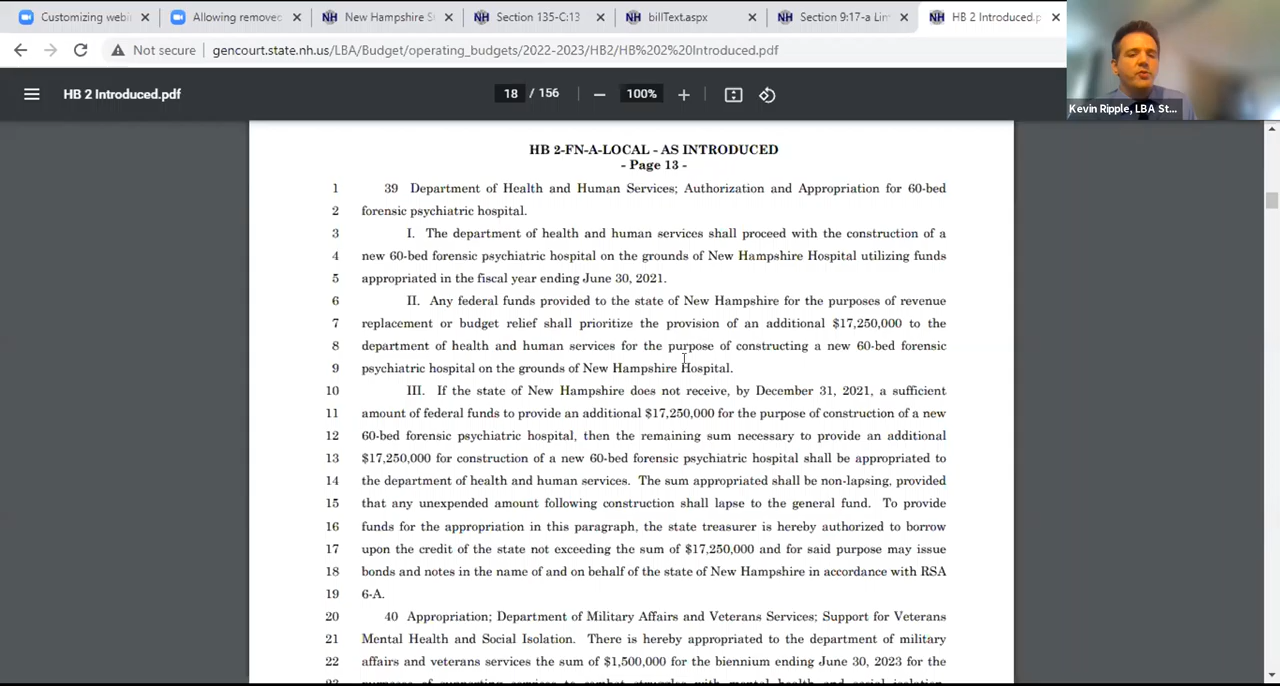 Customizing webi
Allowing remove
New Hampshire S
Section 135-C:13
billText.aspx
Section 9:17-a Lim
HB 2 Introduced.p
Not secure
gencourt.state.nh.us/LBA/Budget/operating_budgets/2022-2023/HB2/HB%202%20Introduced.pdf
HB 2 Introduced.pdf
18 / 156
100%
Kevin Ripple, LBA St...
HB 2-FN-A-LOCAL - AS INTRODUCED
- Page 13 -
1 39 Department of Health and Human Services; Authorization and Appropriation for 60-bed
2 forensic psychiatric hospital.
3 I. The department of health and human services shall proceed with the construction of a
4 new 60-bed forensic psychiatric hospital on the grounds of New Hampshire Hospital utilizing funds
5 appropriated in the fiscal year ending June 30, 2021.
6 II. Any federal funds provided to the state of New Hampshire for the purposes of revenue
7 replacement or budget relief shall prioritize the provision of an additional $17,250,000 to the
8 department of health and human services for the purpose of constructing a new 60-bed forensic
9 psychiatric hospital on the grounds of New Hampshire Hospital.
10 III. If the state of New Hampshire does not receive, by December 31, 2021, a sufficient
11 amount of federal funds to provide an additional $17,250,000 for the purpose of construction of a new
12 60-bed forensic psychiatric hospital, then the remaining sum necessary to provide an additional
13 $17,250,000 for construction of a new 60-bed forensic psychiatric hospital shall be appropriated to
14 the department of health and human services. The sum appropriated shall be non-lapsing, provided
15 that any unexpended amount following construction shall lapse to the general fund. To provide
16 funds for the appropriation in this paragraph, the state treasurer is hereby authorized to borrow
17 upon the credit of the state not exceeding the sum of $17,250,000 and for said purpose may issue
18 bonds and notes in the name of and on behalf of the state of New Hampshire in accordance with RSA
19 6-A.
20 40 Appropriation; Department of Military Affairs and Veterans Services; Support for Veterans
21 Mental Health and Social Isolation. There is hereby appropriated to the department of military
22 affairs and veterans services the sum of $1,500,000 for the biennium ending June 30, 2023 for the